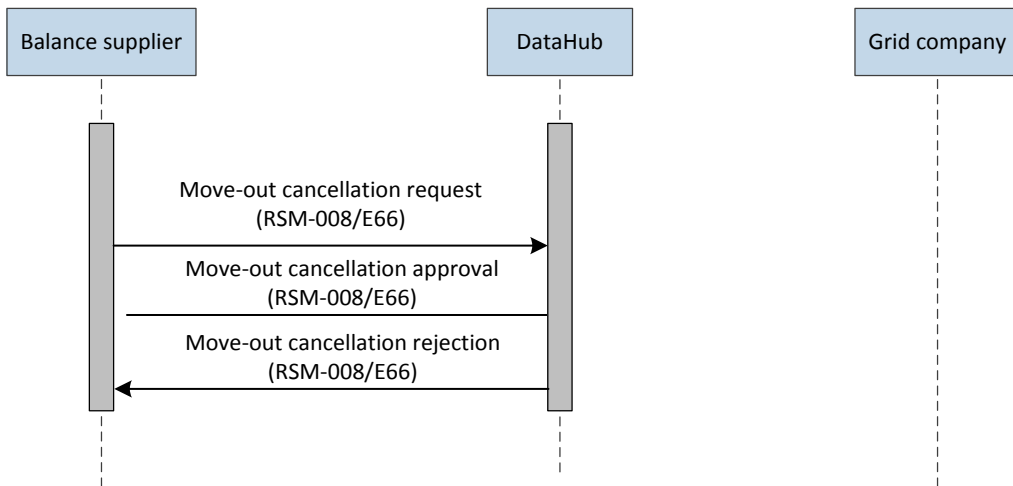 Balance supplier
DataHub
Grid company
Move-out cancellation request
(RSM-008/E66)
Move-out cancellation approval
(RSM-008/E66)
Move-out cancellation rejection
(RSM-008/E66)